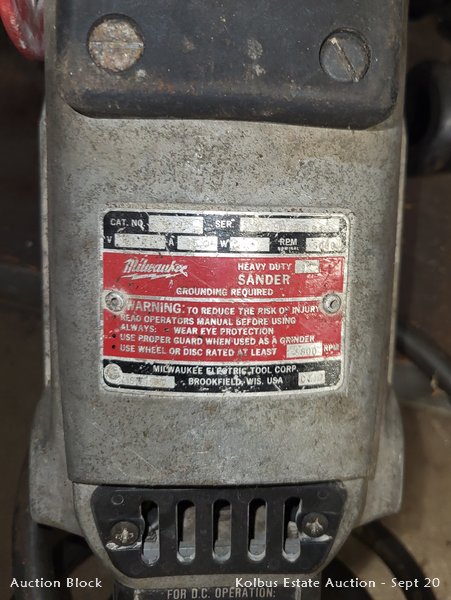 CAT. NO. SER.
V A W RPM
Milwaukee
HEAVY DUTY
SANDER
GROUNDING REQUIRED
WARNING: TO REDUCE THE RISK OF INJURY
READ OPERATORS MANUAL BEFORE USING
ALWAYS: • WEAR EYE PROTECTION
• USE PROPER GUARD WHEN USED AS A GRINDER
• USE WHEEL OR DISC RATED AT LEAST RPM
MILWAUKEE ELECTRIC TOOL CORP.
BROOKFIELD, WIS. USA
FOR D.C. OPERATION:
Auction Block
Kolbus Estate Auction - Sept 20